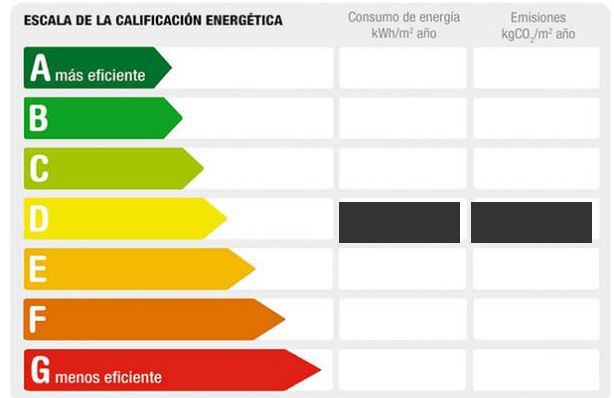 ESCALA DE LA CALIFICACIÓN ENERGÉTICA
Consumo de energía
kWh/m² año
Emisiones
kgCO₂/m² año
A más eficiente
B
C
D
E
F
G menos eficiente